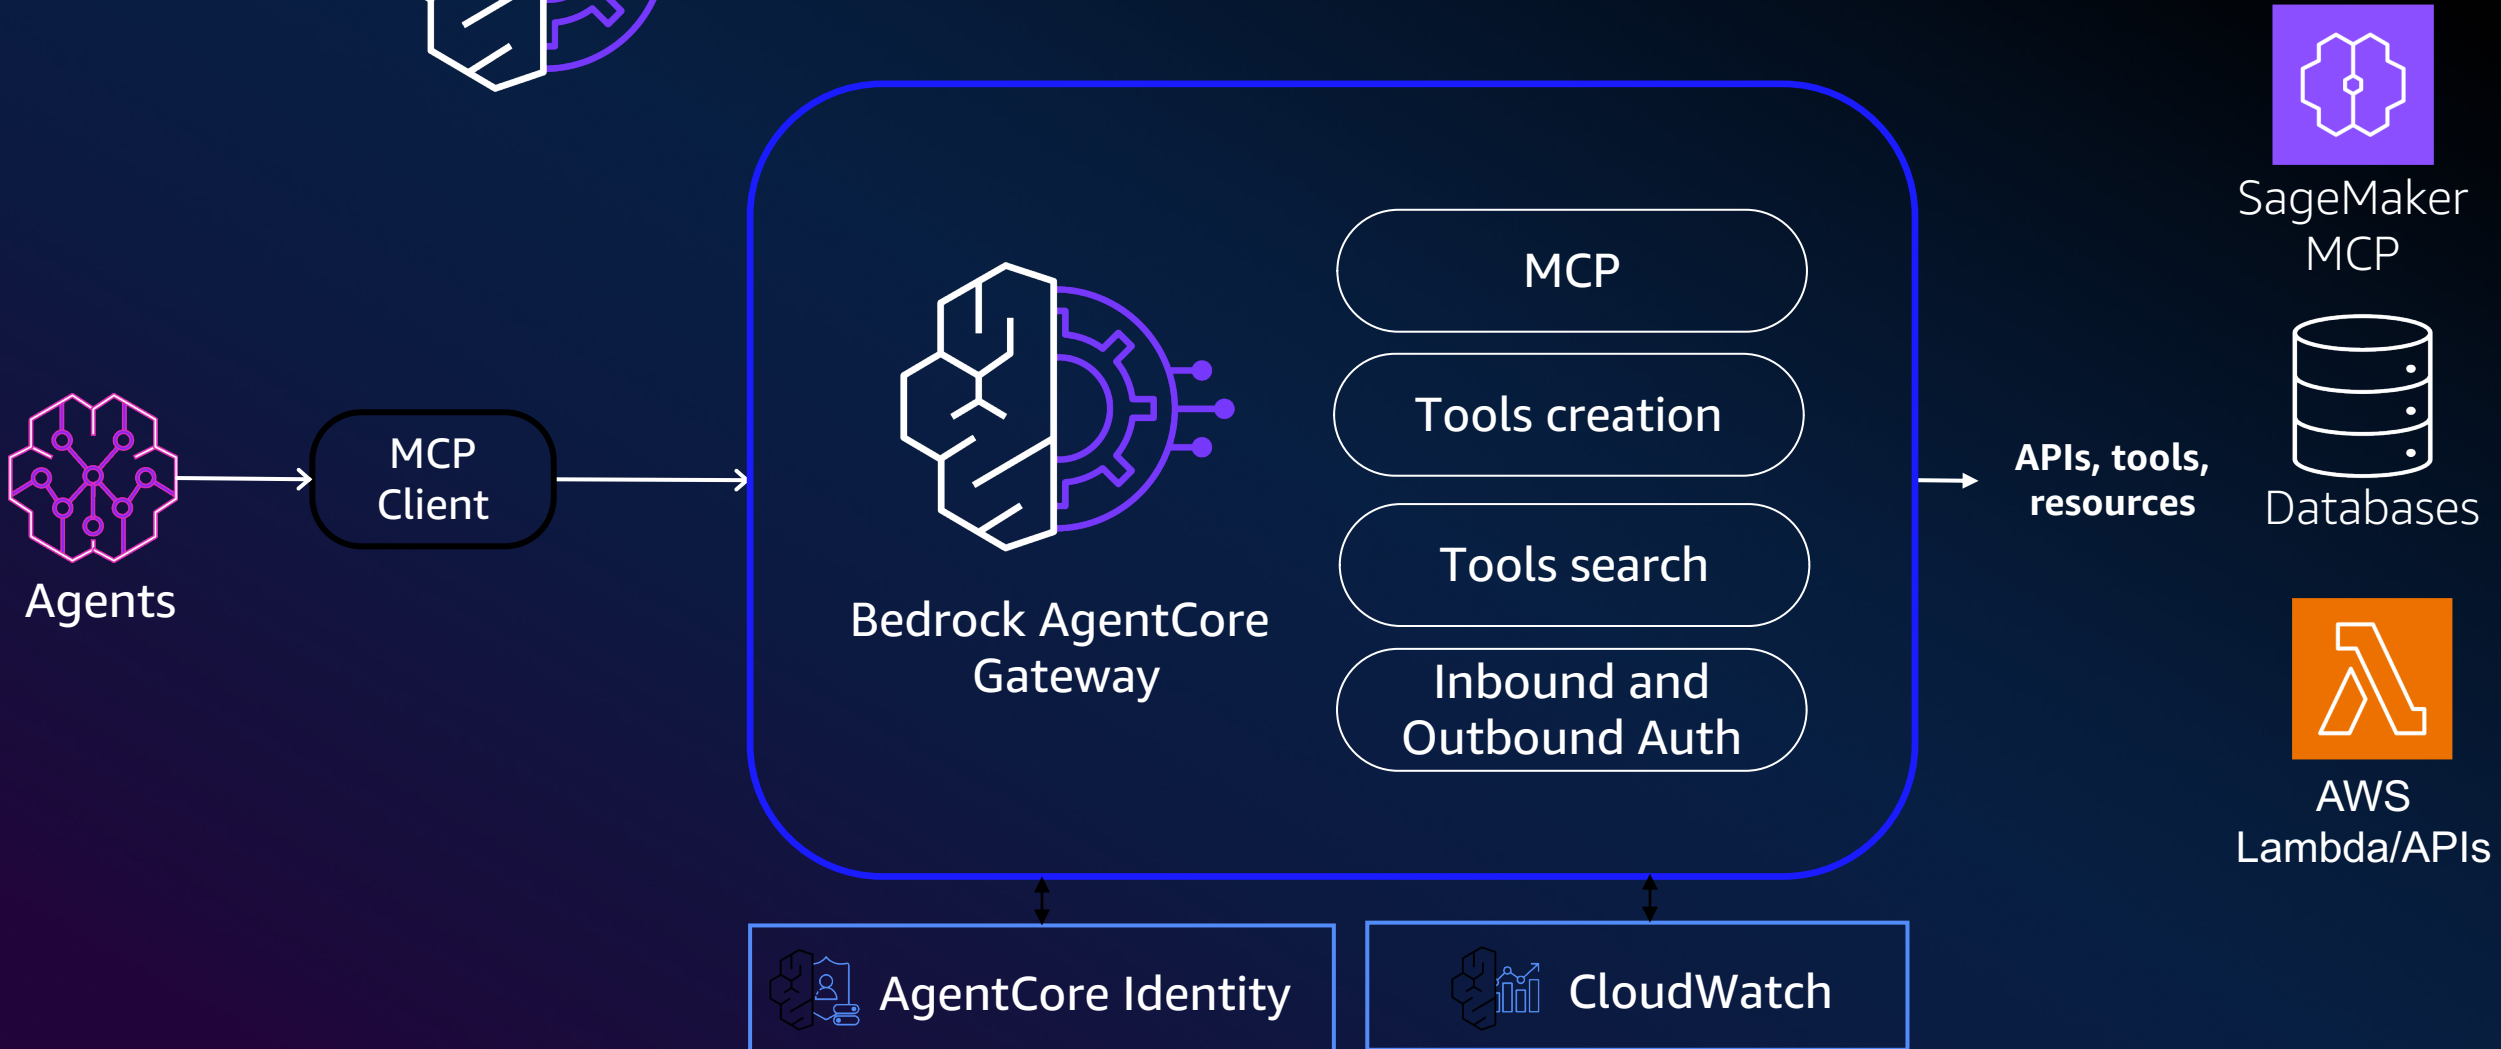 Agents
MCP
Client
Bedrock AgentCore
Gateway
MCP
Tools creation
Tools search
Inbound and
Outbound Auth
APIs, tools,
resources
SageMaker
MCP
Databases
AWS
Lambda/APIs
AgentCore Identity
CloudWatch